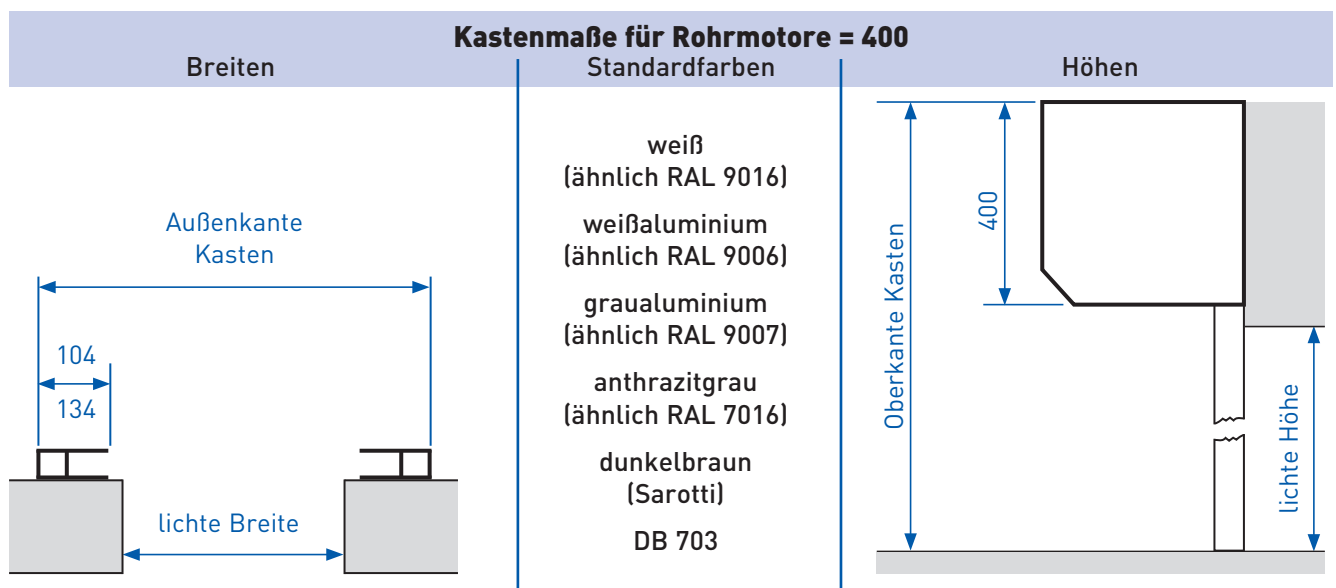 Kastenmaße für Rohrmotore = 400
Breiten
Standardfarben
Höhen
Außenkante
Kasten
104
134
lichte Breite
weiß
(ähnlich RAL 9016)
weißaluminium
(ähnlich RAL 9006)
graualuminium
(ähnlich RAL 9007)
anthrazitgrau
(ähnlich RAL 7016)
dunkelbraun
(Sarotti)
DB 703
Oberkante Kasten
400
lichte Höhe